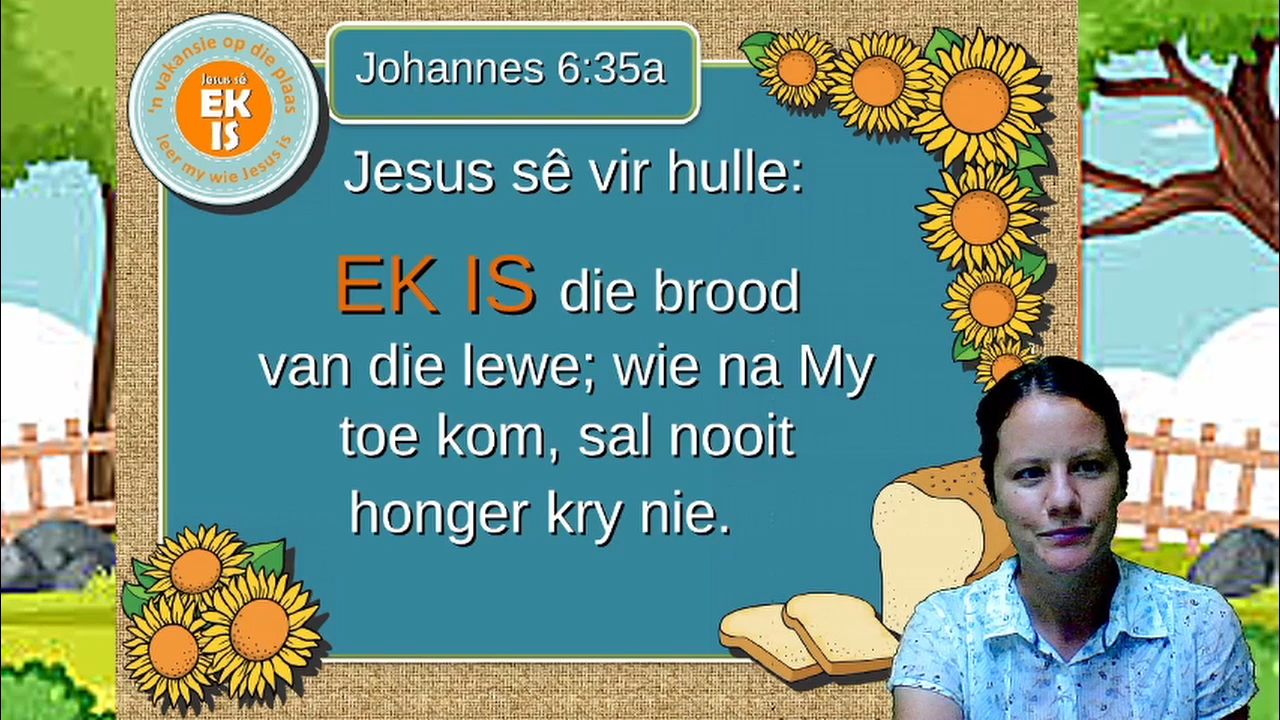 'n vakansie op die plaas
Jesus sê
EK
IS
leer my wie Jesus is
Johannes 6:35a
Jesus sê vir hulle:
EK IS die brood
van die lewe; wie na My
toe kom, sal nooit
honger kry nie.